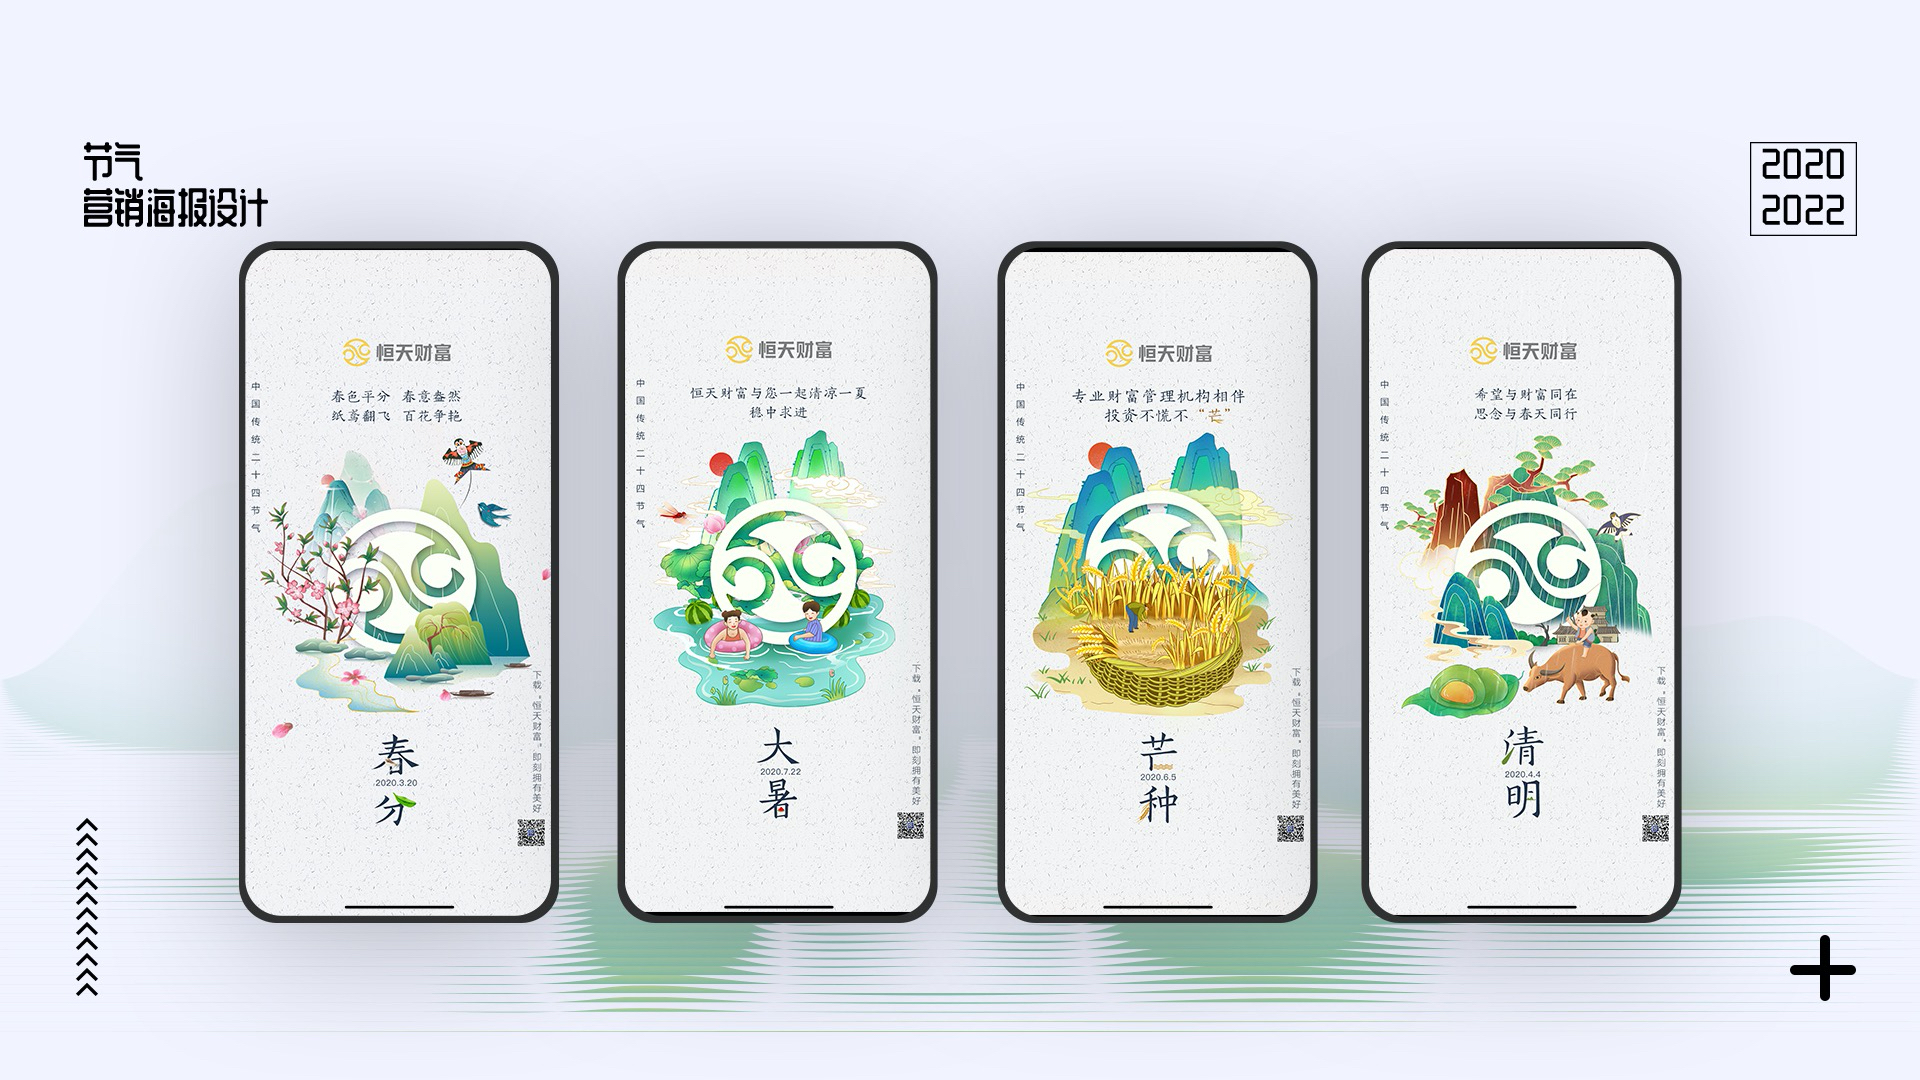 节气
营销海报设计
2020
2022
恒天财富
春色平分 春意盎然
纸鸢翻飞 百花争艳
中国传统二十四节气
春
2020.3.20
分
下载“恒天财富”即刻拥有美好
恒天财富
恒天财富与您一起清凉一夏
稳中求进
中国传统二十四节气
大
2020.7.22
暑
下载“恒天财富”即刻拥有美好
恒天财富
专业财富管理机构相伴
投资不慌不“芒”
中国传统二十四节气
芒
2020.6.5
种
下载“恒天财富”即刻拥有美好
恒天财富
希望与财富同在
思念与春天同行
中国传统二十四节气
清
2020.4.4
明
下载“恒天财富”即刻拥有美好